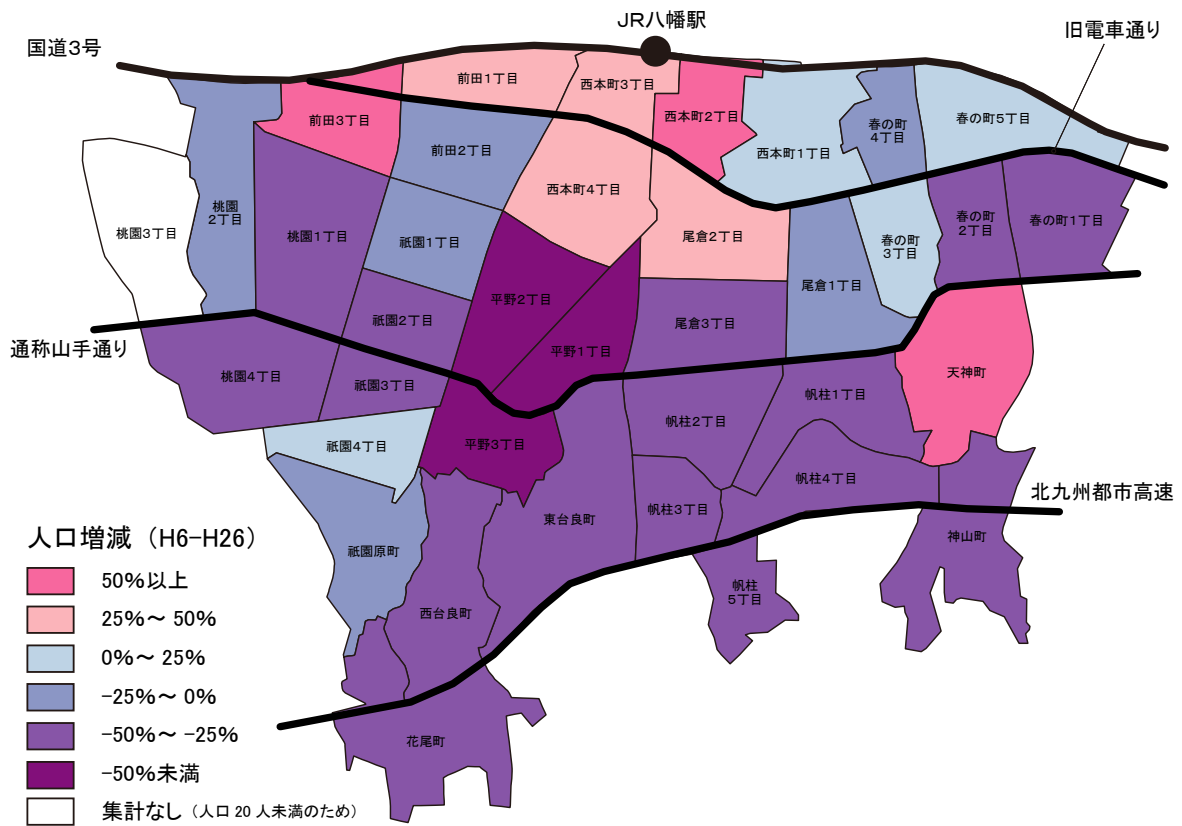 JR八幡駅
旧電車通り
国道3号
前田1丁目
西本町3丁目
前田3丁目
西本町2丁目
春の町
4丁目
春の町5丁目
前田2丁目
西本町1丁目
西本町4丁目
桃園
2丁目
桃園3丁目
桃園1丁目
祇園1丁目
尾倉2丁目
春の町
3丁目
春の町
2丁目
春の町1丁目
平野2丁目
尾倉1丁目
祇園2丁目
尾倉3丁目
通称山手通り
平野1丁目
桃園4丁目
祇園3丁目
天神町
帆柱1丁目
帆柱2丁目
祇園4丁目
平野3丁目
帆柱4丁目
北九州都市高速
帆柱3丁目
東台良町
神山町
祇園原町
帆柱
5丁目
西台良町
花尾町
人口増減（H6-H26）
50%以上
25%～50%
0%～25%
-25%～0%
-50%～-25%
-50%未満
集計なし（人口20人未満のため）